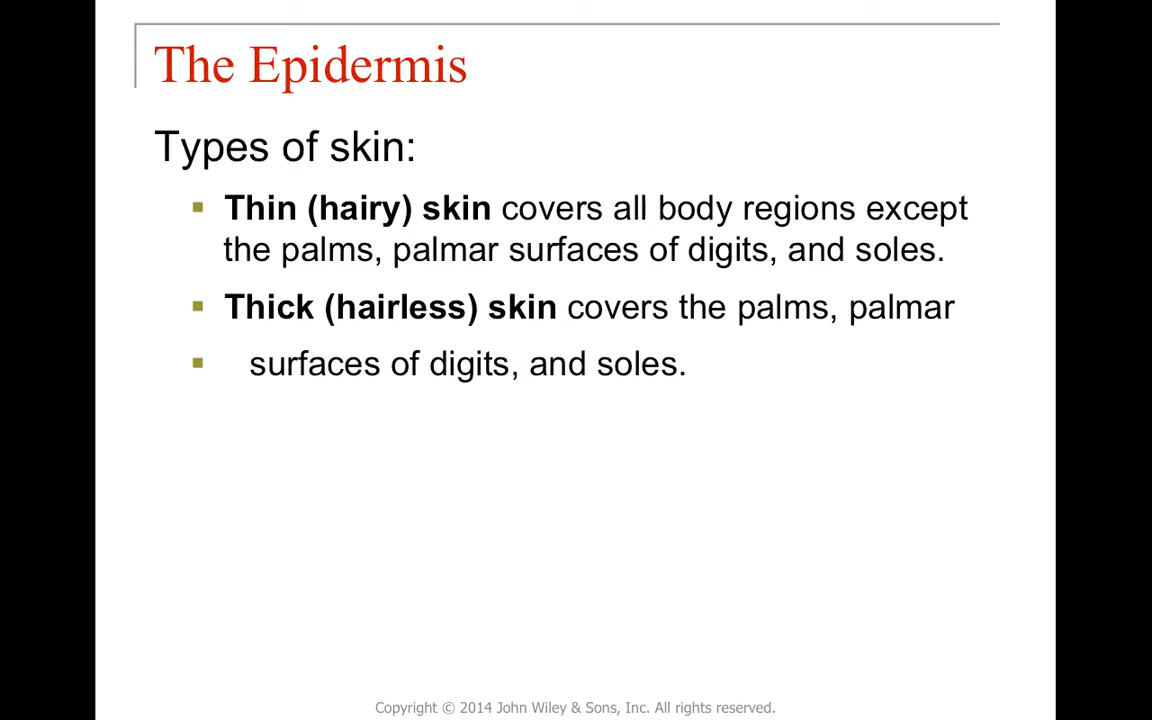 The Epidermis
Types of skin:
▪ Thin (hairy) skin covers all body regions except
the palms, palmar surfaces of digits, and soles.
▪ Thick (hairless) skin covers the palms, palmar
▪ surfaces of digits, and soles.
Copyright © 2014 John Wiley & Sons, Inc. All rights reserved.